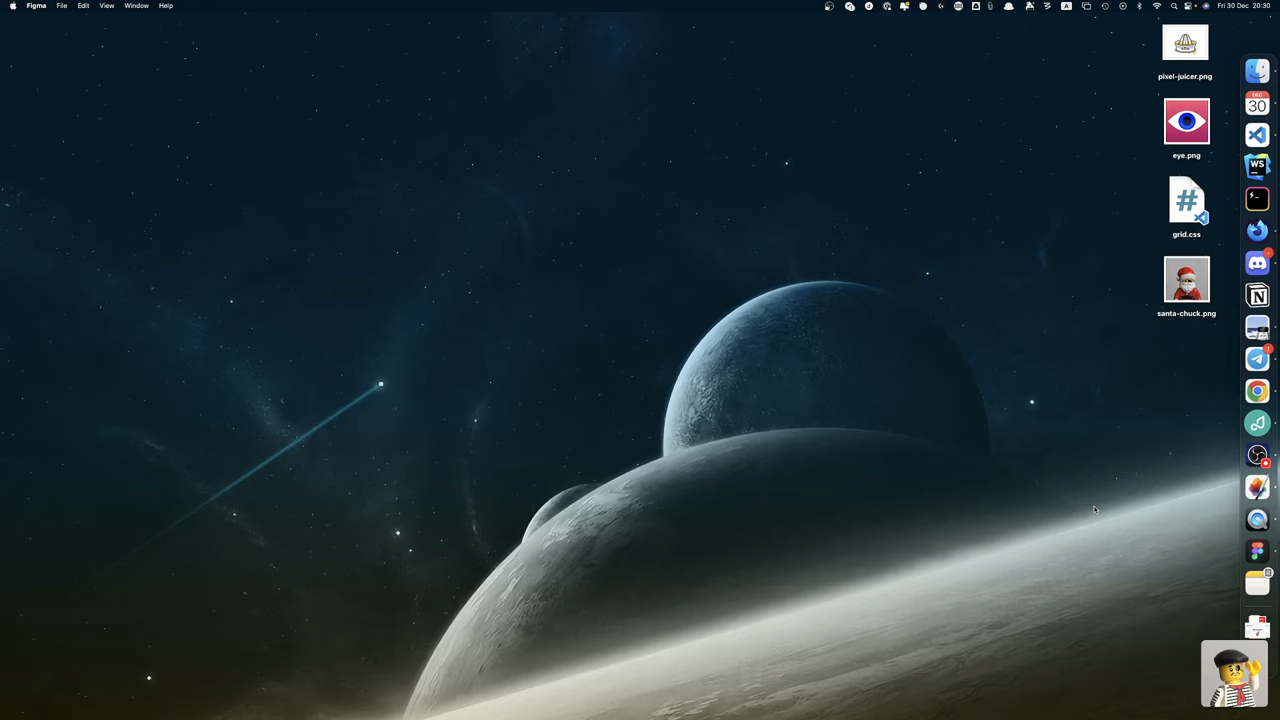 Figma File Edit View Window Help
A
Fri 30 Dec 20:30
pixel-juicer.png
DEC
30
eye.png
WS
#
grid.css
N
santa-chuck.png